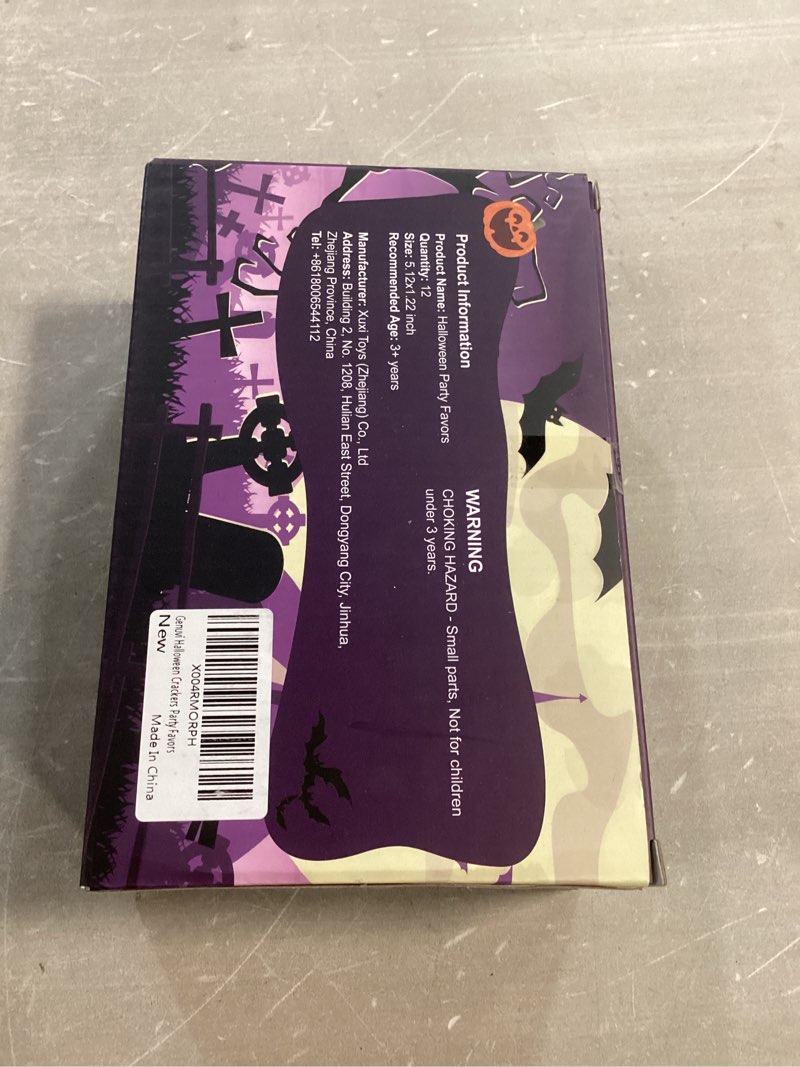 Product Information
Product Name: Halloween Party Favors
Quantity: 12
Size: 5.12x1.22 inch
Recommended Age: 3+ years
Manufacturer: Xuxi Toys (Zhejiang) Co., Ltd
Address: Building 2, No. 1208, Hulian East Street, Dongyang City, Jinhua,
Zhejiang Province, China
Tel: +8618006544112
WARNING
CHOKING HAZARD - Small parts, Not for children
under 3 years.
X004RMORPH
Genuvi Halloween Crackers Party Favors
New
Made In China